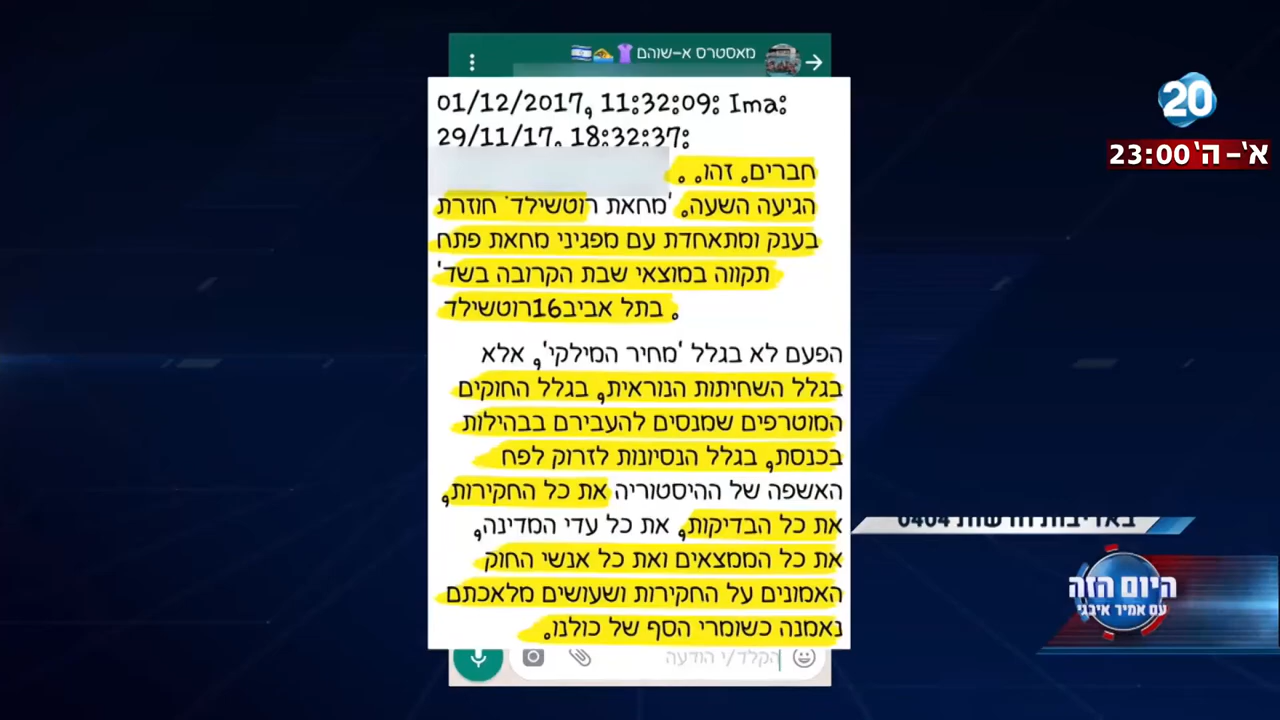 מאסטרס א-שוהם
01/12/2017, 11:32:09: Ima:
29/11/17, 18:32:37:
חברים. זהו. .
הגיעה השעה. 'מחאת רוטשילד' חוזרת
בענק ומתאחדת עם מפגיני מחאת פתח
תקווה במוצאי שבת הקרובה בשד'
בתל אביב16רוטשילד .
הפעם לא בגלל 'מחיר המילקי', אלא
בגלל השחיתות הנוראית, בגלל החוקים
המוטרפים שמנסים להעבירם בבהילות
בכנסת, בגלל הנסיונות לזרוק לפח
האשפה של ההיסטוריה את כל החקירות,
את כל הבדיקות, את כל עדי המדינה,
את כל הממצאים ואת כל אנשי החוק
האמונים על החקירות ושעושים מלאכתם
נאמנה כשומרי הסף של כולנו.
הקלד/י הודעה
20
א'-ה' 23:00
באדיבות חדשות 0404
היום הזה
עם אמיר איבגי